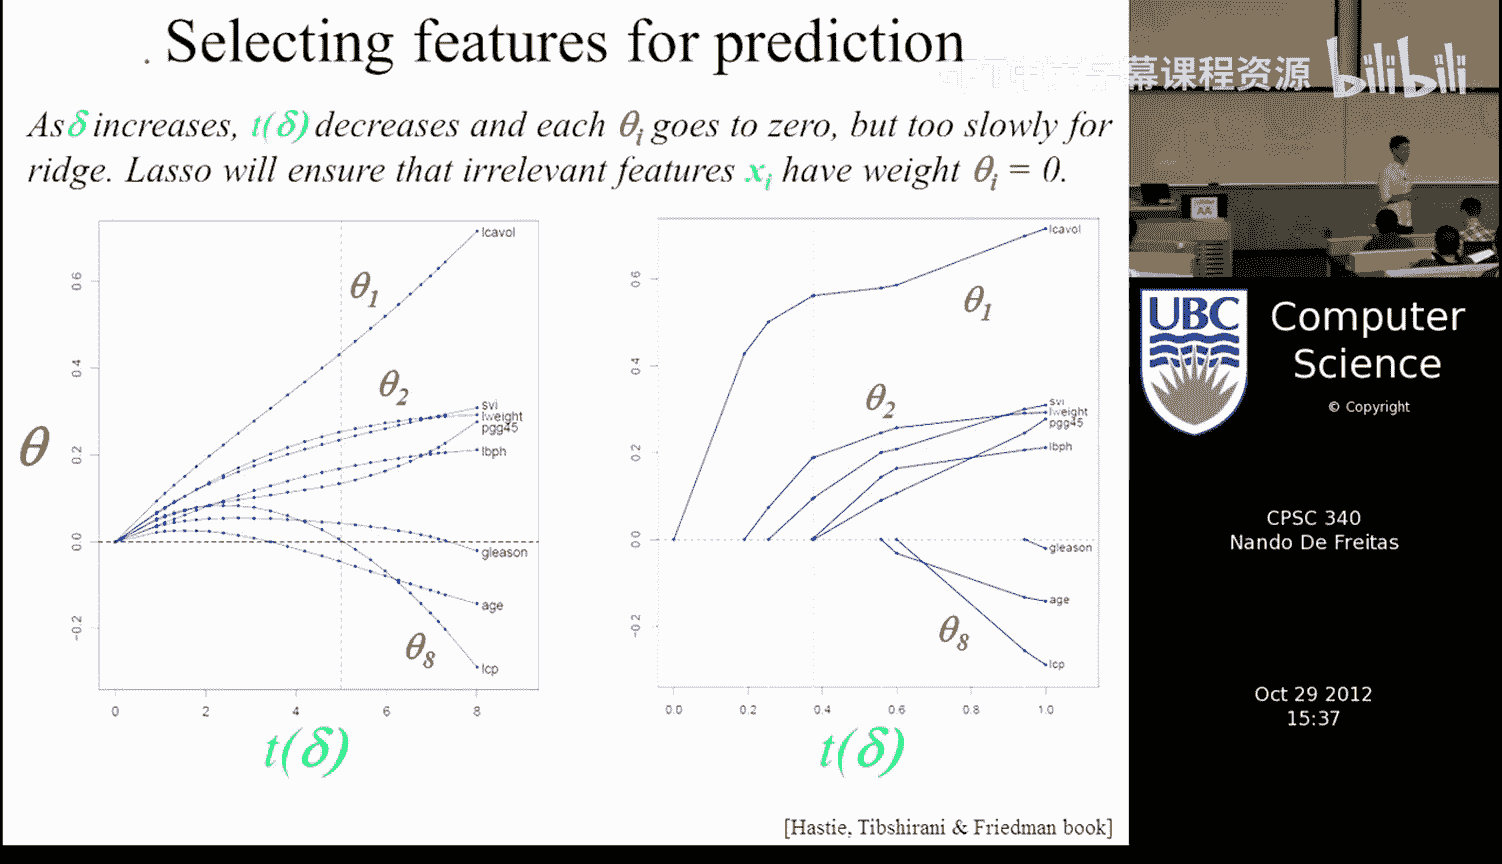 Selecting features for prediction
As δ increases, t(δ) decreases and each θi goes to zero, but too slowly for
ridge. Lasso will ensure that irrelevant features xi have weight θi = 0.
θ
0.6
0.4
0.2
0.0
-0.2
θ1
θ2
θ8
lcavol
svi
lweight
pgg45
lbph
gleason
age
lcp
0 2 4 6 8
t(δ)
0.6
0.4
0.2
0.0
-0.2
θ1
θ2
θ8
lcavol
svi
lweight
pgg45
lbph
gleason
age
lcp
0.0 0.2 0.4 0.6 0.8 1.0
t(δ)
[Hastie, Tibshirani & Friedman book]
幕课程资源 bilibili
UBC
Computer
Science
© Copyright
CPSC 340
Nando De Freitas
Oct 29 2012
15:37